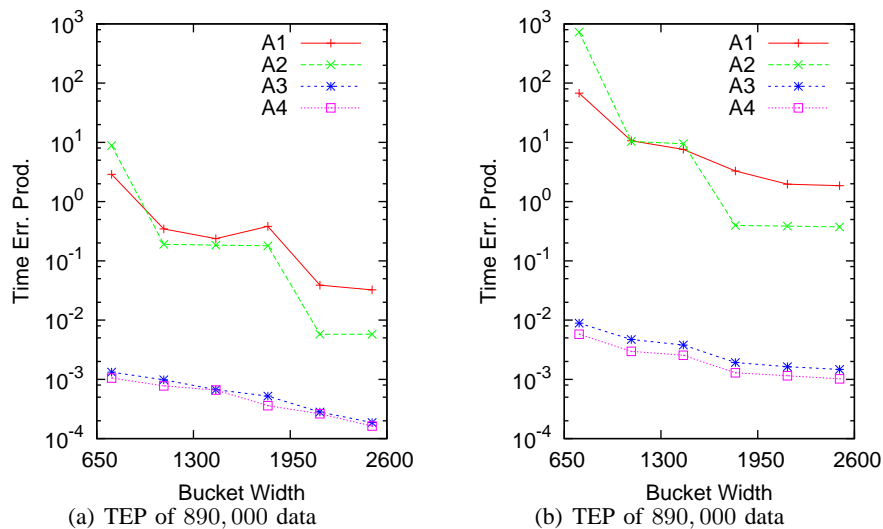 Time Err. Prod.
10^3
10^2
10^1
10^0
10^-1
10^-2
10^-3
10^-4
A1
A2
A3
A4
650 1300 1950 2600
Bucket Width
(a) TEP of 890, 000 data
Time Err. Prod.
10^3
10^2
10^1
10^0
10^-1
10^-2
10^-3
10^-4
A1
A2
A3
A4
650 1300 1950 2600
Bucket Width
(b) TEP of 890, 000 data